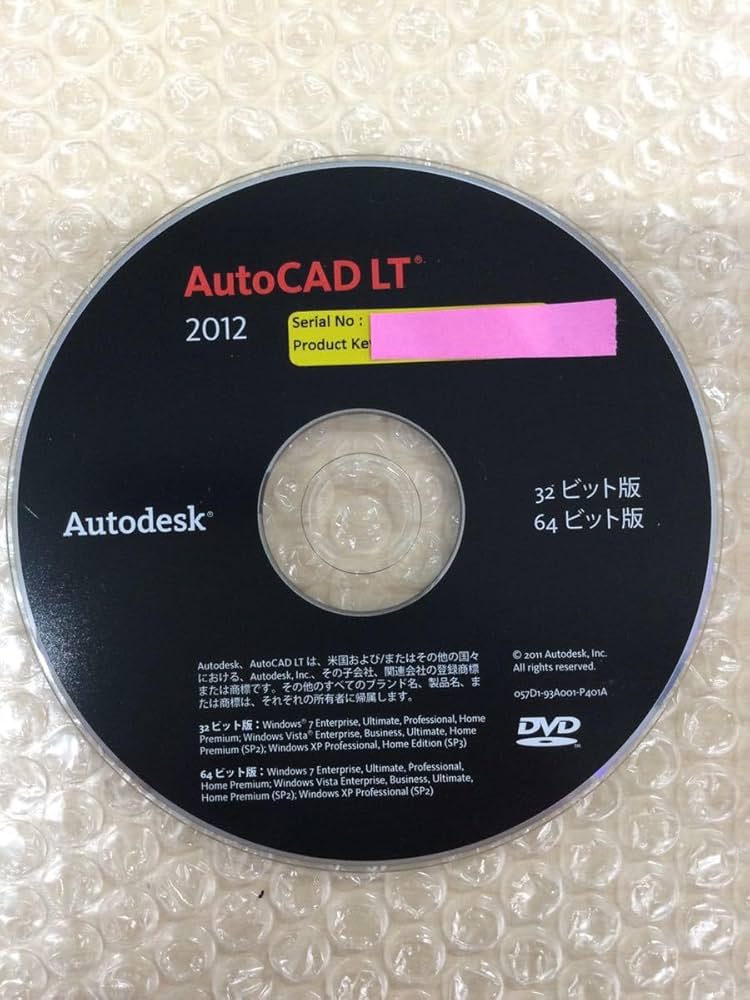 AutoCAD LT®
2012
Serial No :
Product Key
Autodesk®
32 ビット版
64 ビット版
Autodesk、AutoCAD LT は、米国および/またはその他の国々
における、Autodesk, Inc.、その子会社、関連会社の登録商標
または商標です。その他のすべてのブランド名、製品名、ま
たは商標は、それぞれの所有者に帰属します。
32 ビット版：Windows® 7 Enterprise, Ultimate, Professional, Home
Premium; Windows Vista® Enterprise, Business, Ultimate, Home
Premium (SP2); Windows XP Professional, Home Edition (SP3)
64 ビット版：Windows 7 Enterprise, Ultimate, Professional,
Home Premium; Windows Vista Enterprise, Business, Ultimate,
Home Premium (SP2); Windows XP Professional (SP2)
© 2011 Autodesk, Inc.
All rights reserved.
057D1-93A001-P401A
DVD™